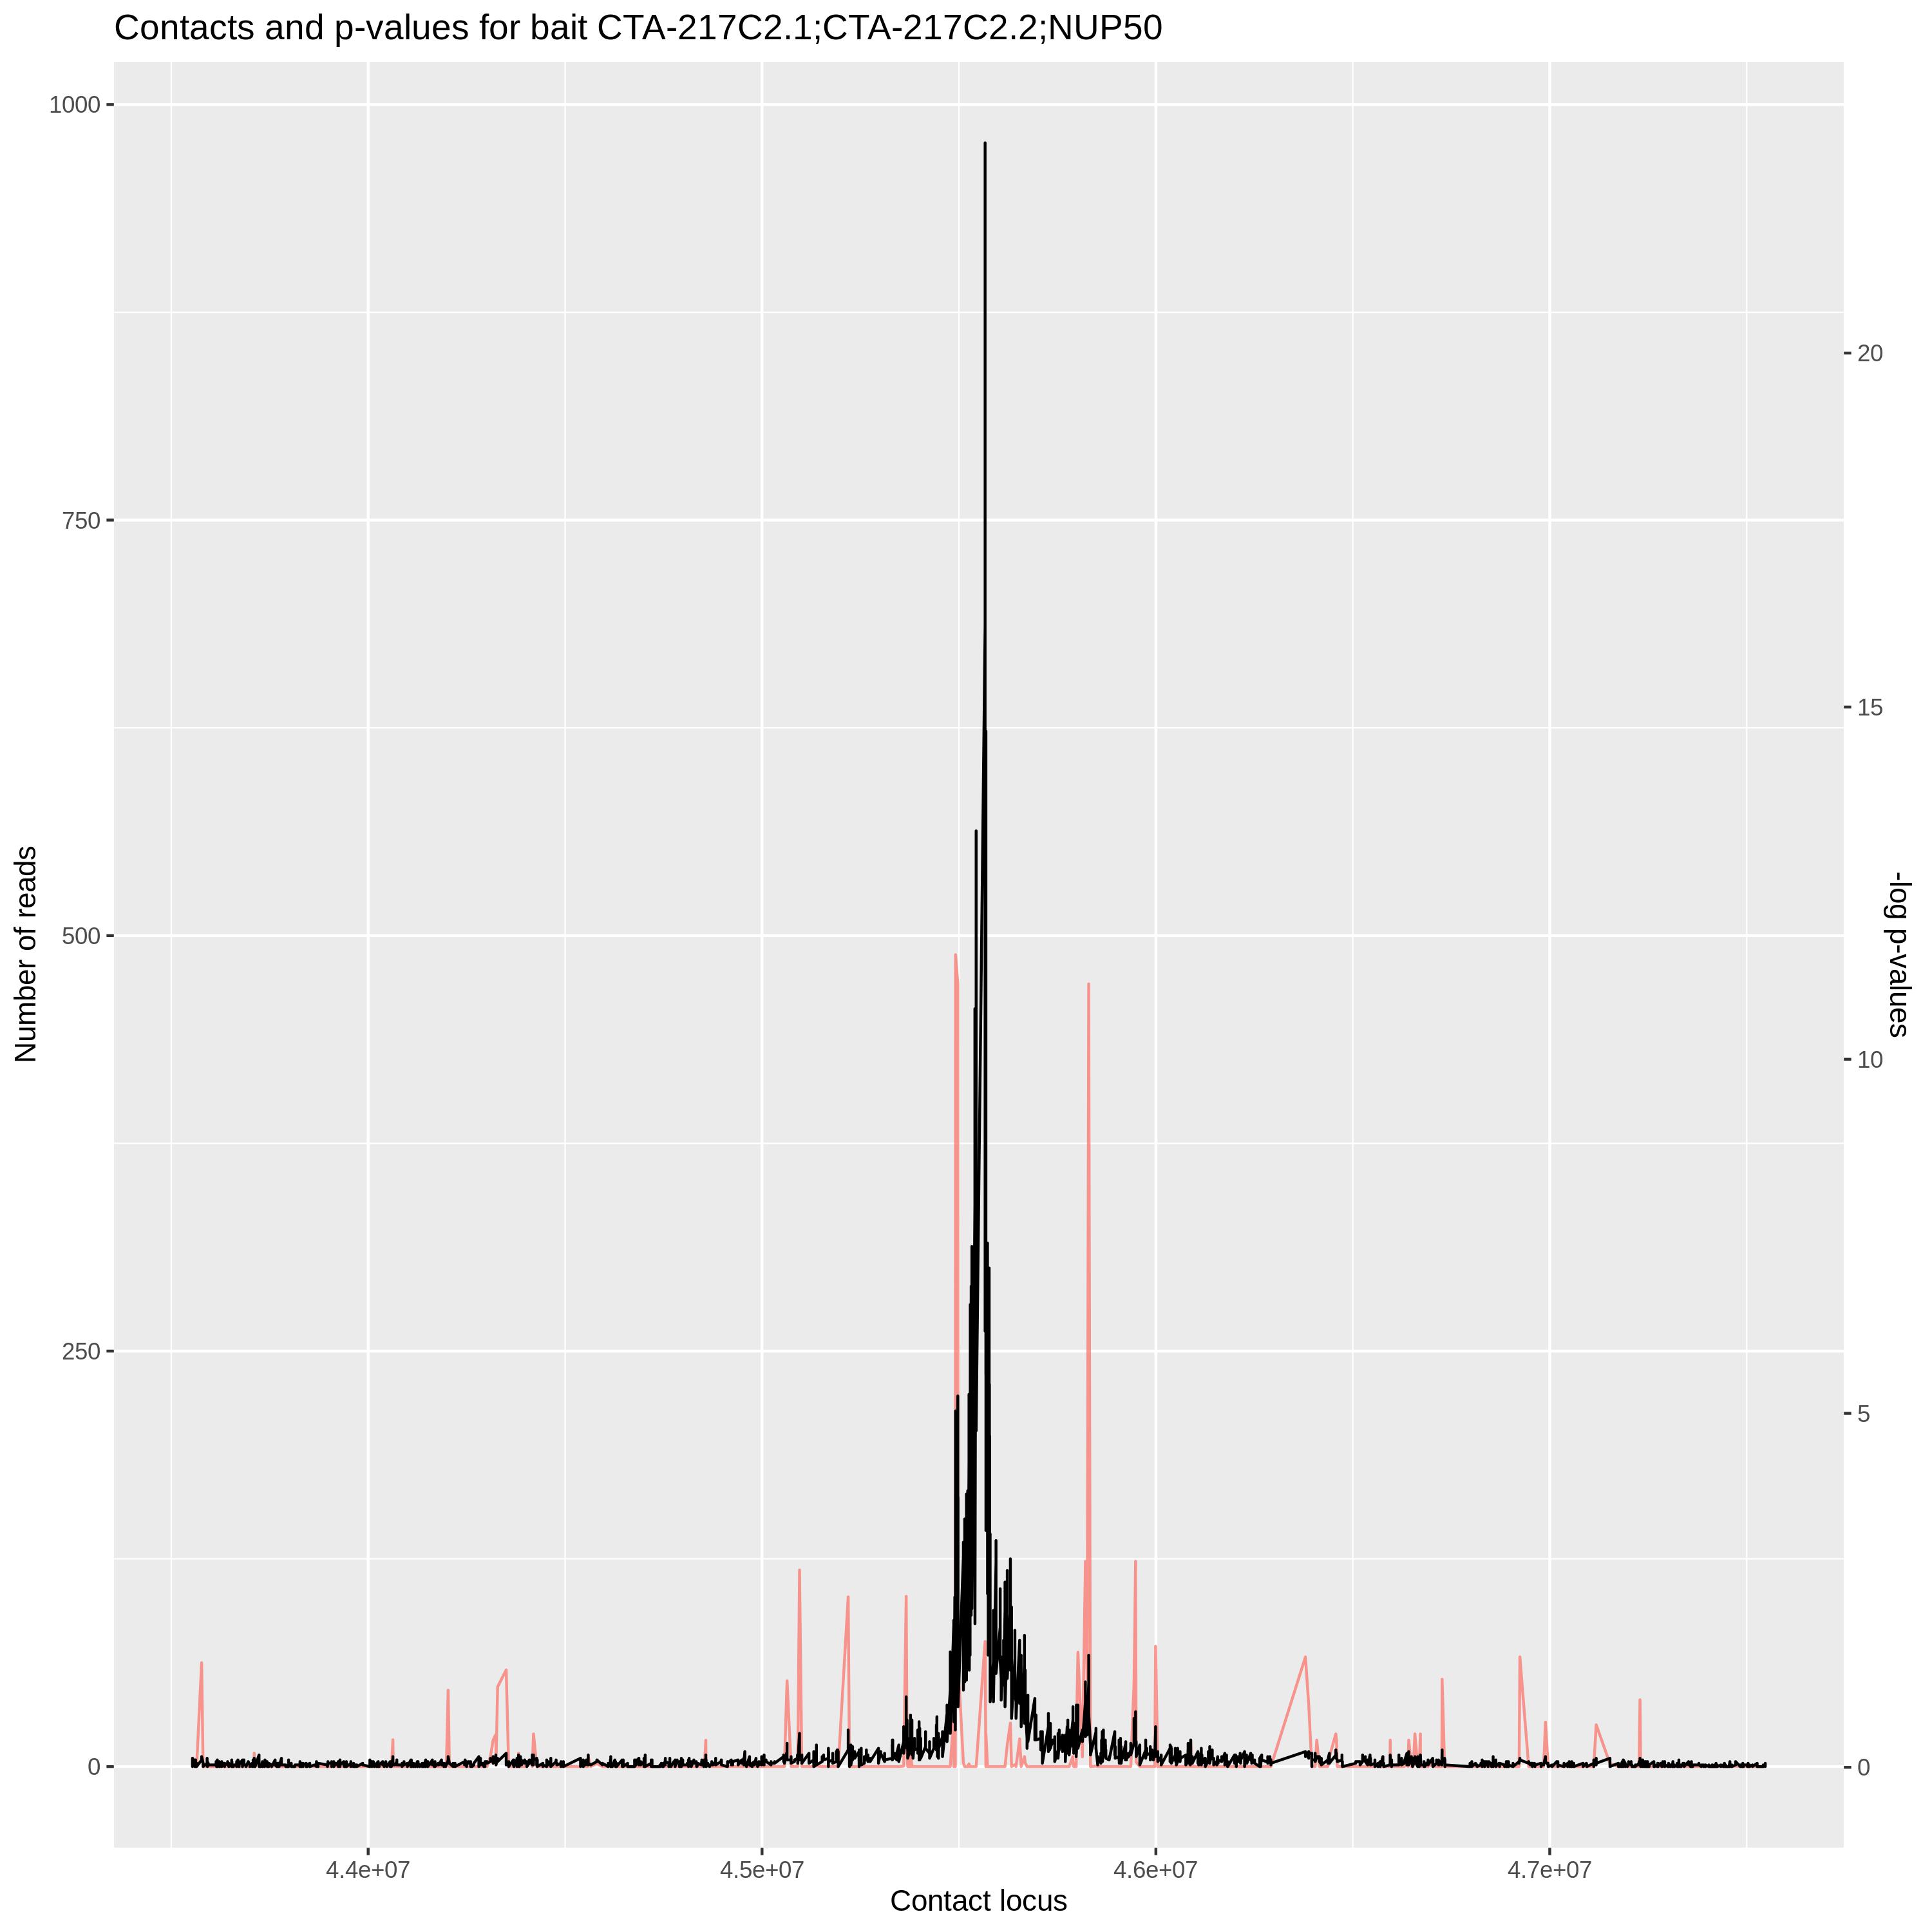 Contacts and p-values for bait CTA-217C2.1;CTA-217C2.2;NUP50
1000
750
500
250
0
Number of reads
20
15
10
5
0
-log p-values
4.4e+07
4.5e+07
4.6e+07
4.7e+07
Contact locus